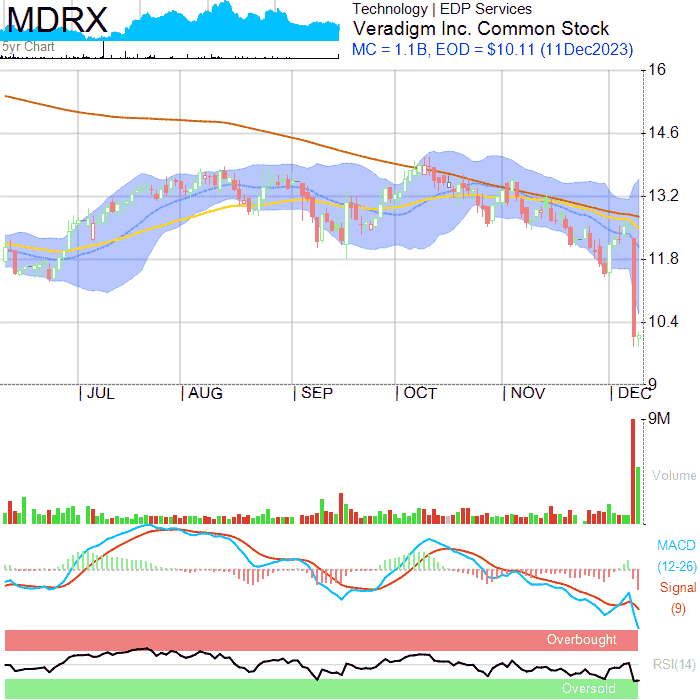 MDRX
5yr Chart
Technology | EDP Services
Veradigm Inc. Common Stock
MC = 1.1B, EOD = $10.11 (11Dec2023)
16
14.6
13.2
11.8
10.4
9
JUL AUG SEP OCT NOV DEC
9M
Volume
MACD
(12-26)
Signal
(9)
Overbought
RSI(14)
Oversold